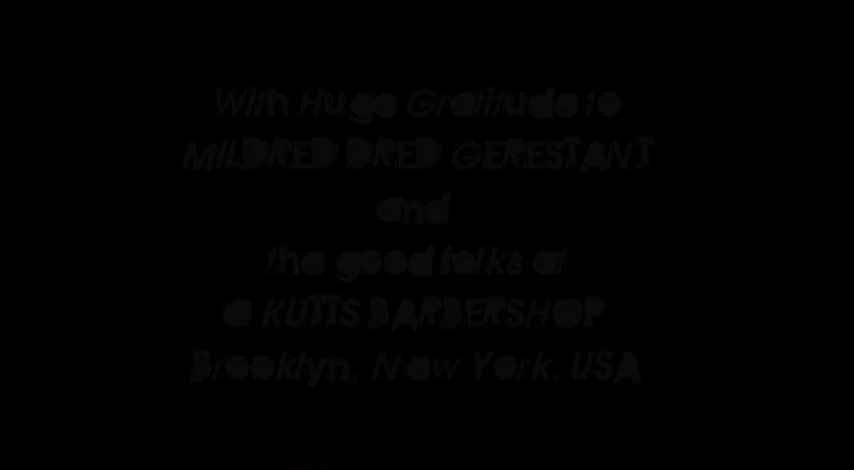 With Huge Gratitude to
MILDRED DRED GERESTANT
and
the good folks at
a KUTTS BARBERSHOP
Brooklyn, New York, USA